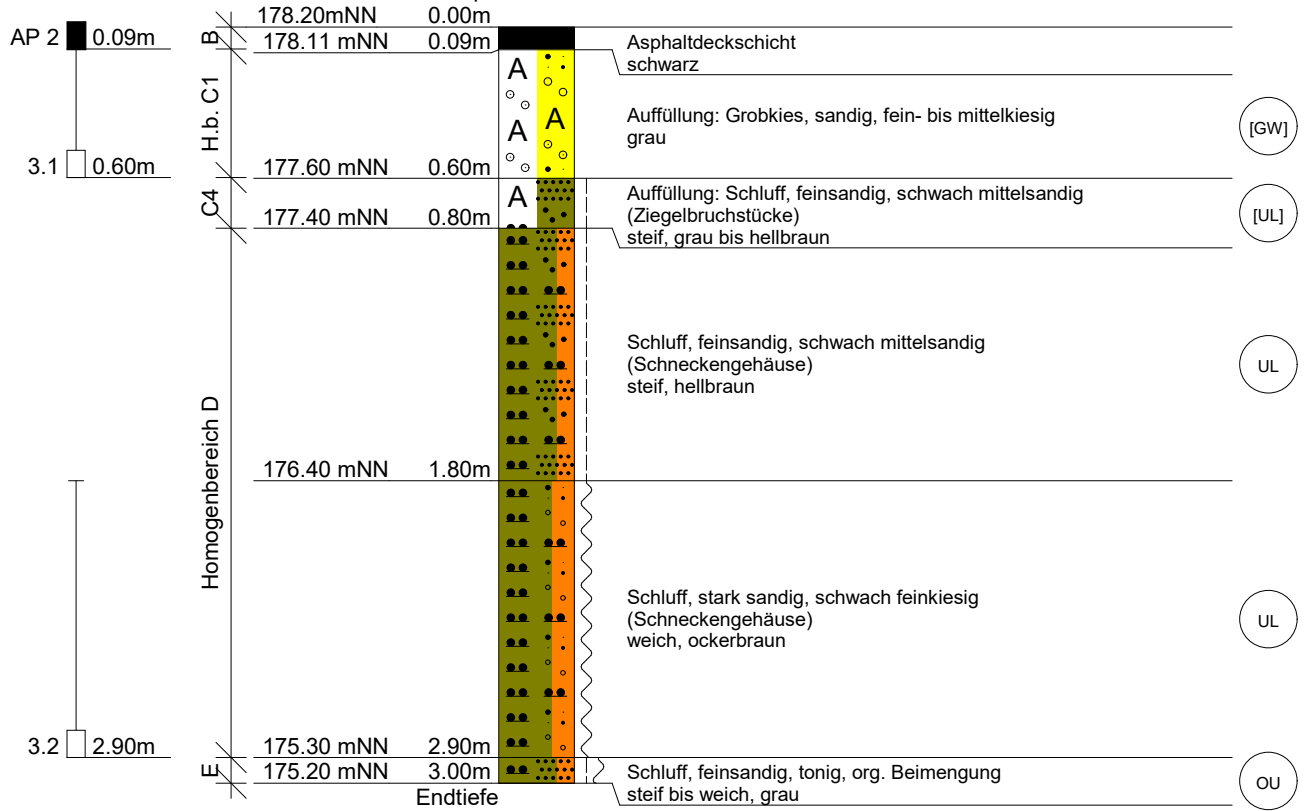 178.20mNN 0.00m
AP 2 0.09m
B
178.11 mNN 0.09m
Asphaltdeckschicht
schwarz
H.b. C1
A
A
A
Auffüllung: Grobkies, sandig, fein- bis mittelkiesig
grau
[GW]
3.1 0.60m
177.60 mNN 0.60m
C4
A
Auffüllung: Schluff, feinsandig, schwach mittelsandig
(Ziegelbruchstücke)
steif, grau bis hellbraun
[UL]
177.40 mNN 0.80m
Homogenbereich D
Schluff, feinsandig, schwach mittelsandig
(Schneckengehäuse)
steif, hellbraun
UL
176.40 mNN 1.80m
Schluff, stark sandig, schwach feinkiesig
(Schneckengehäuse)
weich, ockerbraun
UL
3.2 2.90m
175.30 mNN 2.90m
E
175.20 mNN 3.00m
Schluff, feinsandig, tonig, org. Beimengung
steif bis weich, grau
OU
Endtiefe